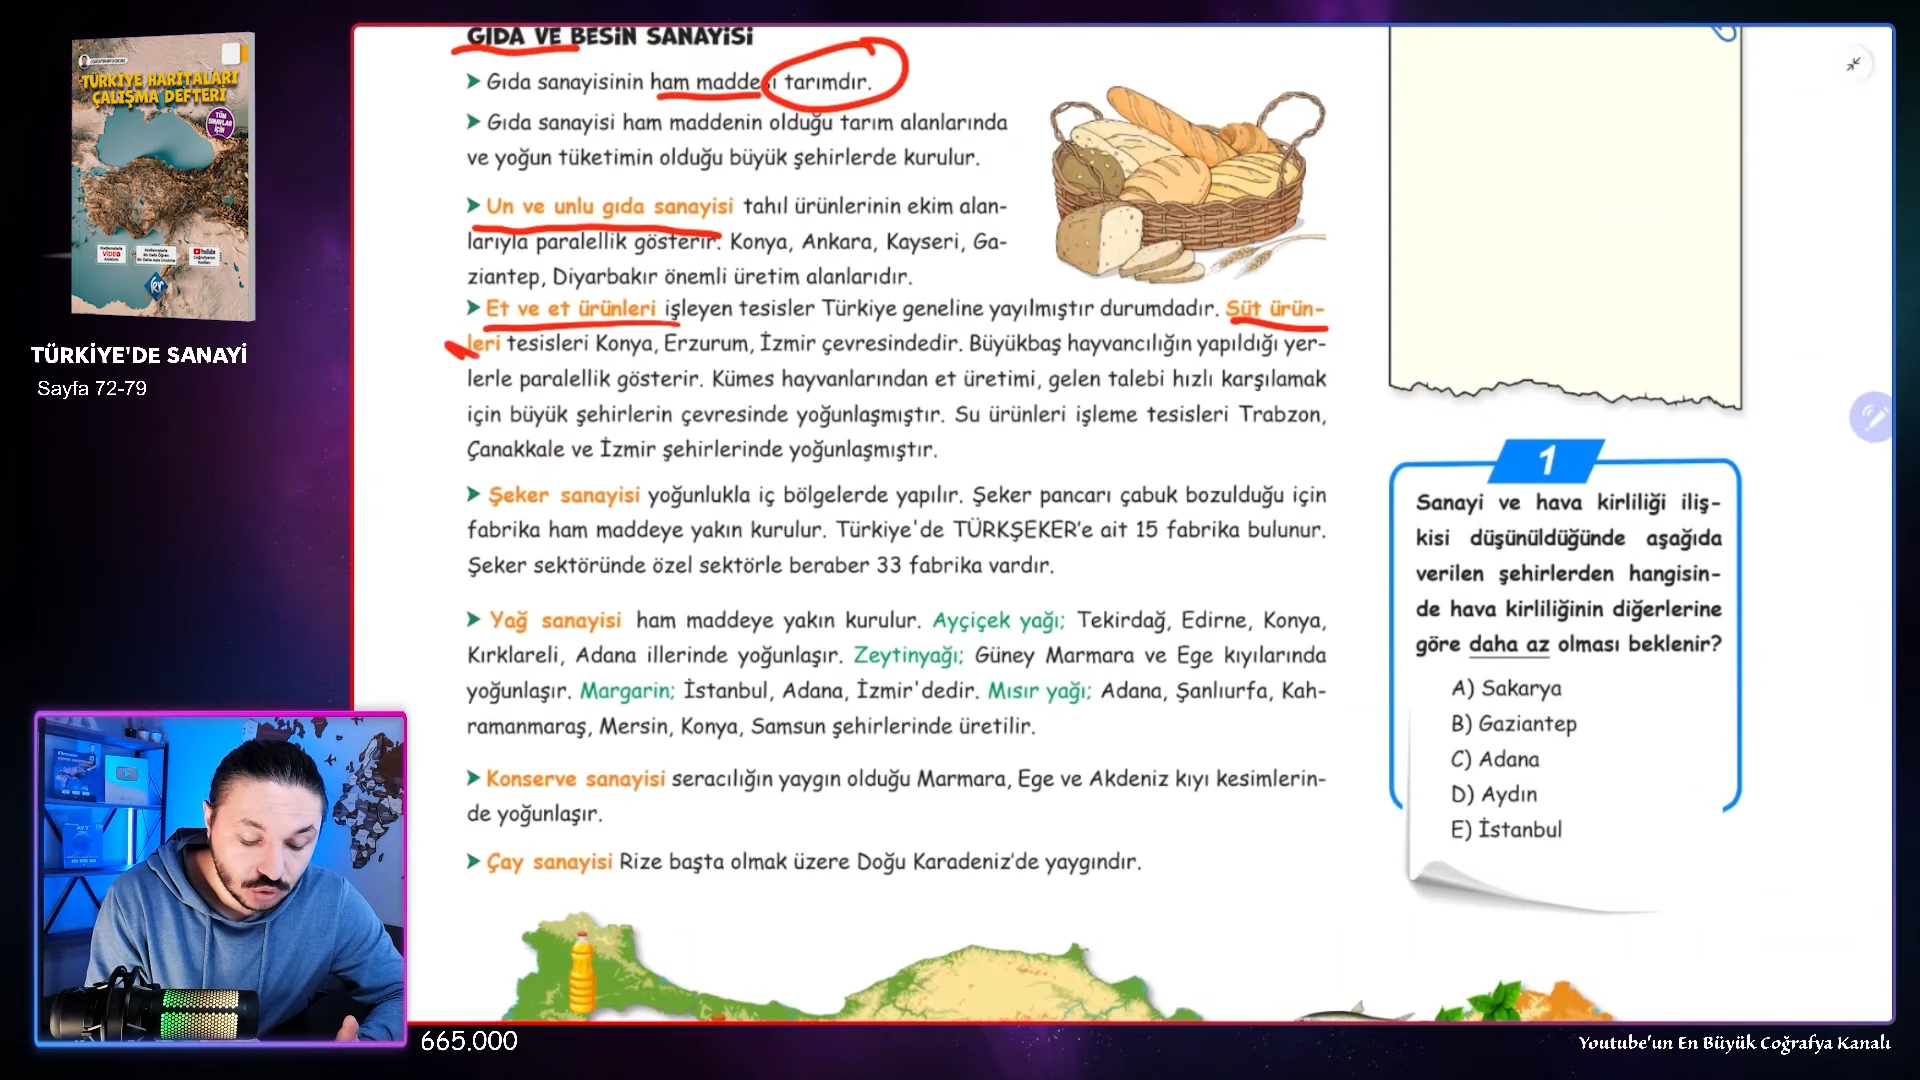 TÜRKİYE HARİTALARI
ÇALIŞMA DEFTERİ
TÜM
SINAVLAR
İÇİN
VİDEO
YouTube
TÜRKİYE'DE SANAYİ
Sayfa 72-79
GIDA VE BESİN SANAYİSİ
➤ Gıda sanayisinin ham maddesi tarımdır.
➤ Gıda sanayisi ham maddenin olduğu tarım alanlarında
ve yoğun tüketimin olduğu büyük şehirlerde kurulur.
➤ Un ve unlu gıda sanayisi tahıl ürünlerinin ekim alan-
larıyla paralellik gösterir. Konya, Ankara, Kayseri, Ga-
ziantep, Diyarbakır önemli üretim alanlarıdır.
➤ Et ve et ürünleri işleyen tesisler Türkiye geneline yayılmıştır durumdadır. Süt ürün-
leri tesisleri Konya, Erzurum, İzmir çevresindedir. Büyükbaş hayvancılığın yapıldığı yer-
lerle paralellik gösterir. Kümes hayvanlarından et üretimi, gelen talebi hızlı karşılamak
için büyük şehirlerin çevresinde yoğunlaşmıştır. Su ürünleri işleme tesisleri Trabzon,
Çanakkale ve İzmir şehirlerinde yoğunlaşmıştır.
➤ Şeker sanayisi yoğunlukla iç bölgelerde yapılır. Şeker pancarı çabuk bozulduğu için
fabrika ham maddeye yakın kurulur. Türkiye'de TÜRKŞEKER'e ait 15 fabrika bulunur.
Şeker sektöründe özel sektörle beraber 33 fabrika vardır.
➤ Yağ sanayisi ham maddeye yakın kurulur. Ayçiçek yağı; Tekirdağ, Edirne, Konya,
Kırklareli, Adana illerinde yoğunlaşır. Zeytinyağı; Güney Marmara ve Ege kıyılarında
yoğunlaşır. Margarin; İstanbul, Adana, İzmir'dedir. Mısır yağı; Adana, Şanlıurfa, Kah-
ramanmaraş, Mersin, Konya, Samsun şehirlerinde üretilir.
➤ Konserve sanayisi seracılığın yaygın olduğu Marmara, Ege ve Akdeniz kıyı kesimlerin-
de yoğunlaşır.
➤ Çay sanayisi Rize başta olmak üzere Doğu Karadeniz'de yaygındır.
1
Sanayi ve hava kirliliği iliş-
kisi düşünüldüğünde aşağıda
verilen şehirlerden hangisin-
de hava kirliliğinin diğerlerine
göre daha az olması beklenir?
A) Sakarya
B) Gaziantep
C) Adana
D) Aydın
E) İstanbul
665.000
Youtube'un En Büyük Coğrafya Kanalı